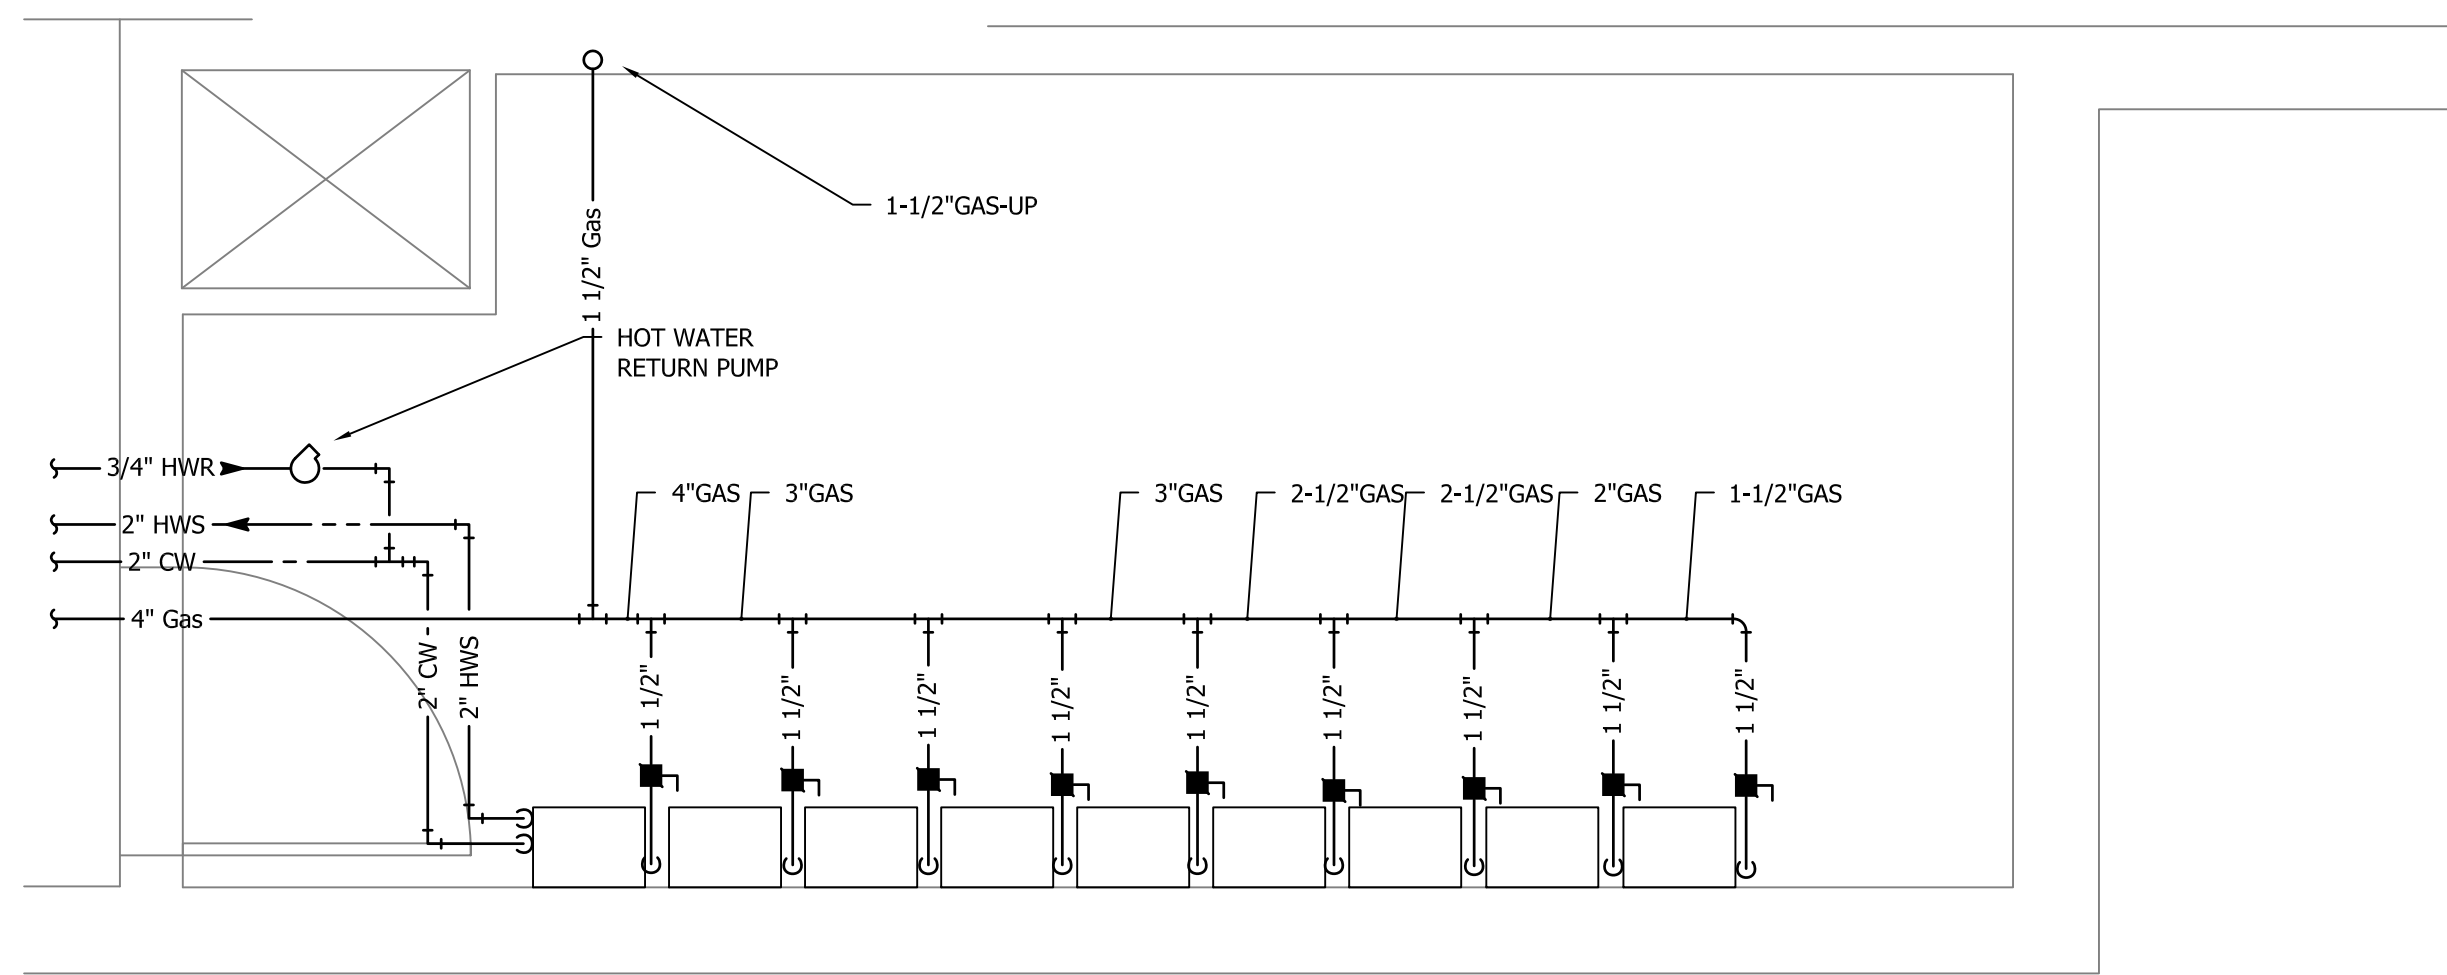 1-1/2"GAS-UP
1 1/2" Gas
HOT WATER
RETURN PUMP
3/4" HWR
4"GAS
3"GAS
3"GAS
2-1/2"GAS
2-1/2"GAS
2"GAS
1-1/2"GAS
2" HWS
2" CW
4" Gas
2" CW
2" HWS
1 1/2"
1 1/2"
1 1/2"
1 1/2"
1 1/2"
1 1/2"
1 1/2"
1 1/2"
1 1/2"